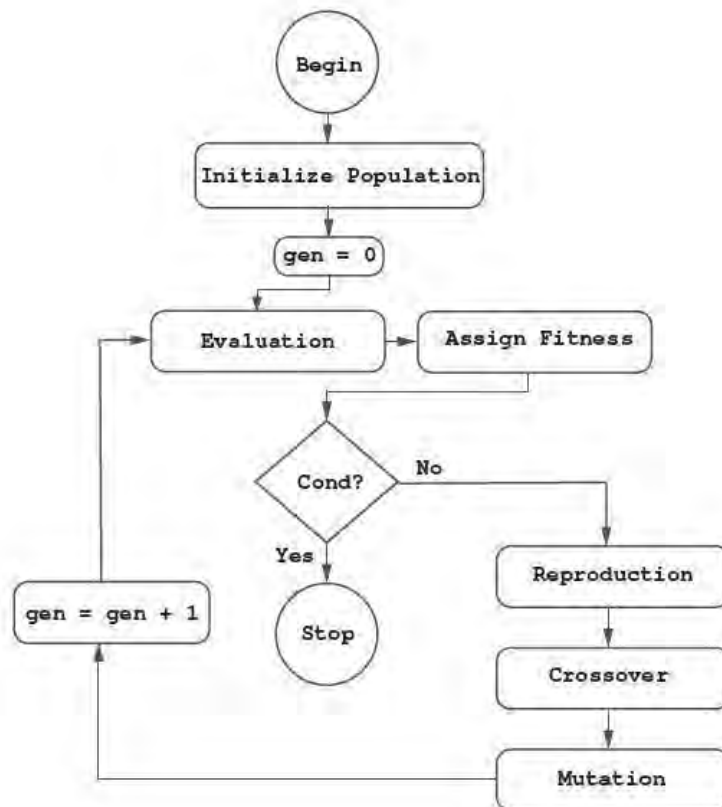 Begin
Initialize Population
gen = 0
Evaluation
Assign Fitness
Cond?
No
Yes
Reproduction
gen = gen + 1
Stop
Crossover
Mutation